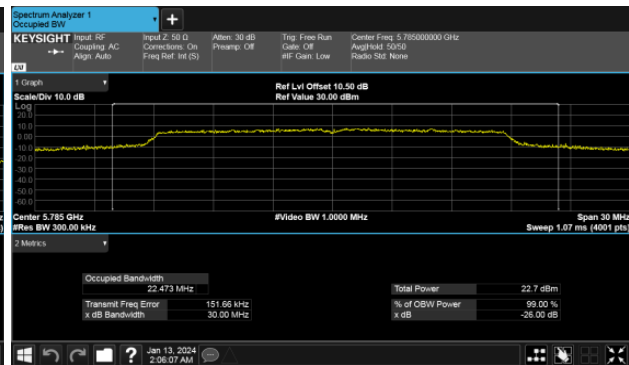 Spectrum Analyzer 1
Occupied BW
+
KEYSIGHT Input: RF Input Z: 50 Ω Atten: 30 dB Trig: Free Run Center Freq: 5.785000000 GHz
Coupling: AC Corrections: On Preamp: Off Gate: Off Avg|Hold: 50/50
Align: Auto Freq Ref: Int (S) #IF Gain: Low Radio Std: None
LXI
1 Graph Ref Lvl Offset 10.50 dB
Scale/Div 10.0 dB Ref Value 30.00 dBm
Log
20.0
10.0
0.00
-10.0
-20.0
-30.0
-40.0
-50.0
-60.0
Center 5.785 GHz #Video BW 1.0000 MHz Span 30 MHz
#Res BW 300.00 kHz Sweep 1.07 ms (4001 pts)
2 Metrics
Occupied Bandwidth
22.473 MHz Total Power 22.7 dBm
Transmit Freq Error 151.66 kHz % of OBW Power 99.00 %
x dB Bandwidth 30.00 MHz x dB -26.00 dB
? Jan 13, 2024
2:06:07 AM